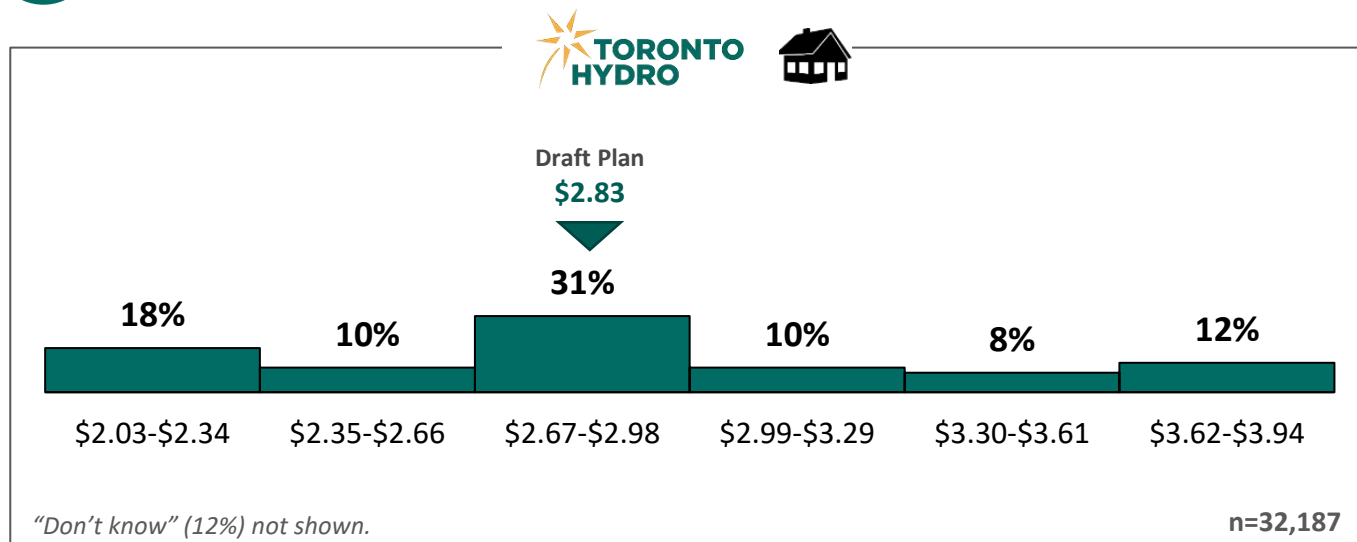 TORONTO
HYDRO
Draft Plan
$2.83
18%
10%
31%
10%
8%
12%
$2.03-$2.34
$2.35-$2.66
$2.67-$2.98
$2.99-$3.29
$3.30-$3.61
$3.62-$3.94
“Don’t know” (12%) not shown.
n=32,187